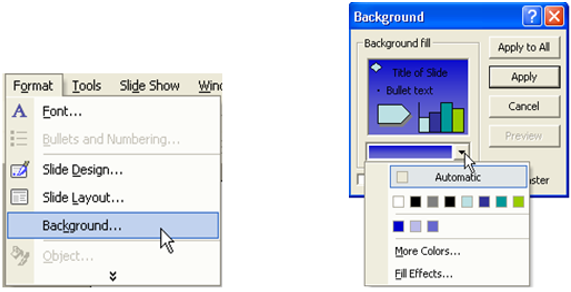 Format Tools Slide Show
Font...
Bullets and Numbering...
Slide Design...
Slide Layout...
Background...
Object...
Background
Background fill
Title of Slide
• Bullet text
Apply to All
Apply
Cancel
Preview
Automatic
More Colors...
Fill Effects...